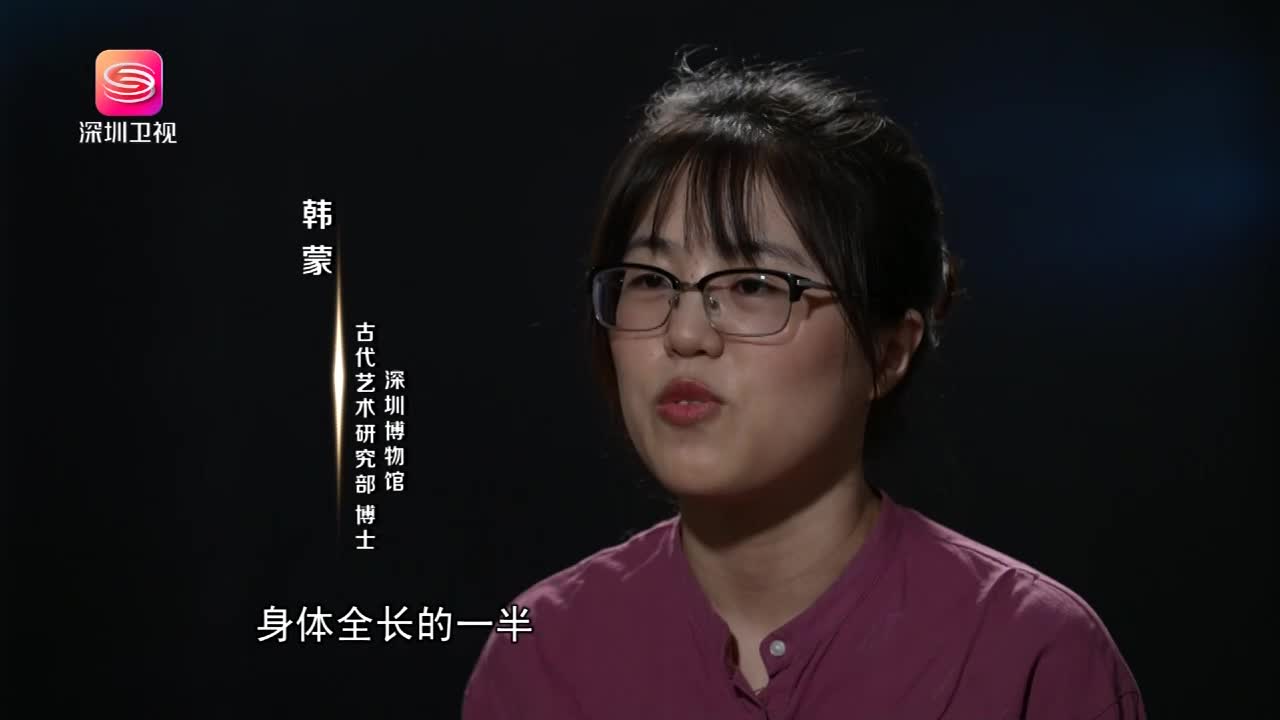 深圳卫视
韩蒙
深圳博物馆
古代艺术研究部 博士
身体全长的一半